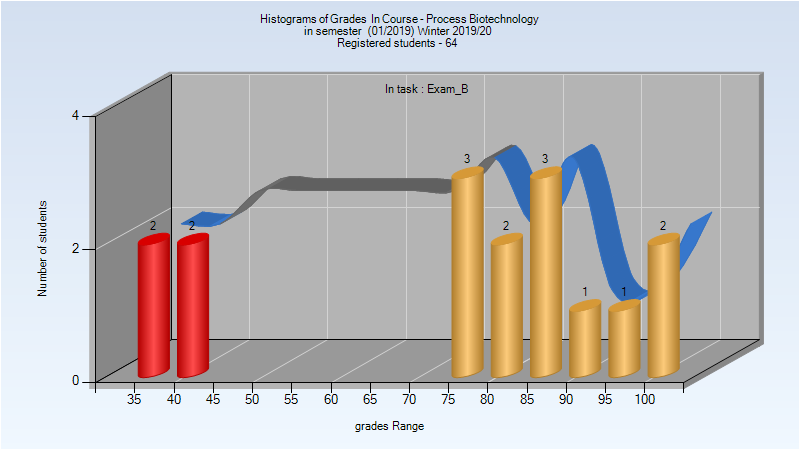 Histograms of Grades In Course - Process Biotechnology
in semester (01/2019) Winter 2019/20
Registered students - 64
In task : Exam_B
4
2
0
Number of students
2
2
3
2
3
1
1
2
35 40 45 50 55 60 65 70 75 80 85 90 95 100
grades Range